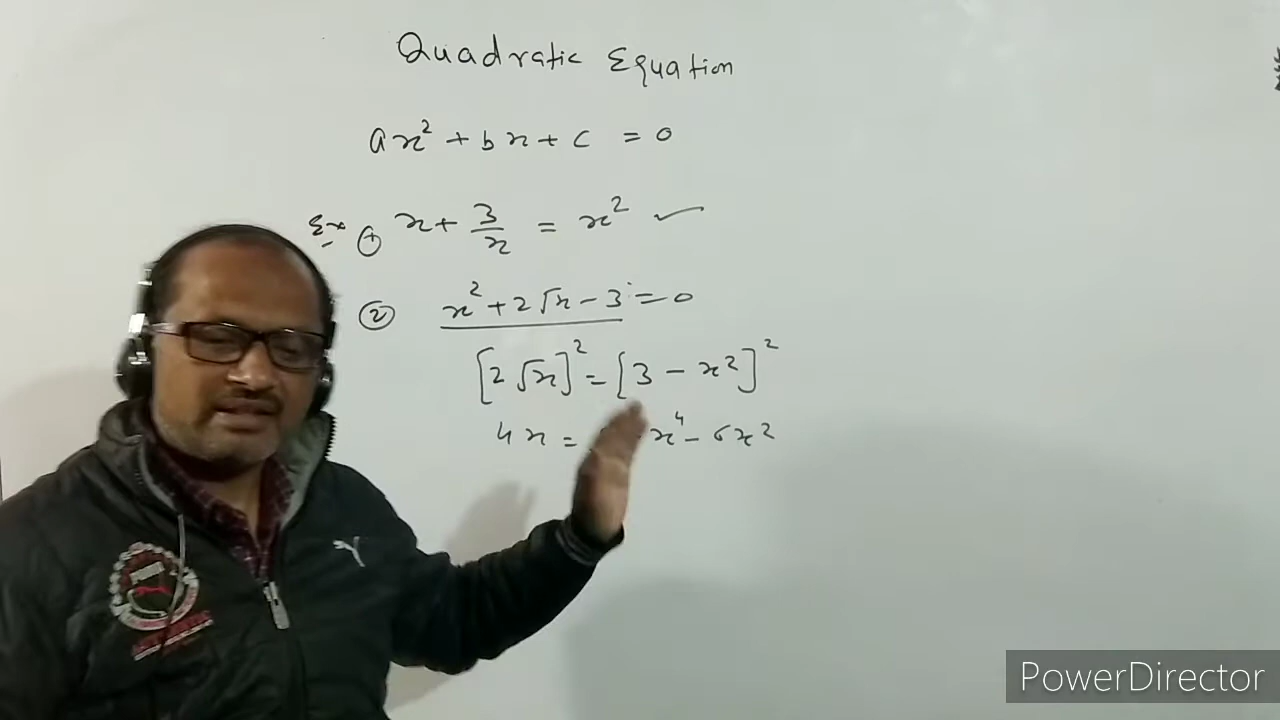 Quadratic Equation
ax² + bx + c = 0
Ex ① x + 3/x = x² ✓
② x² + 2√x - 3 = 0
[2√x]² = [3 - x²]²
4x = x⁴ - 6x²
PowerDirector